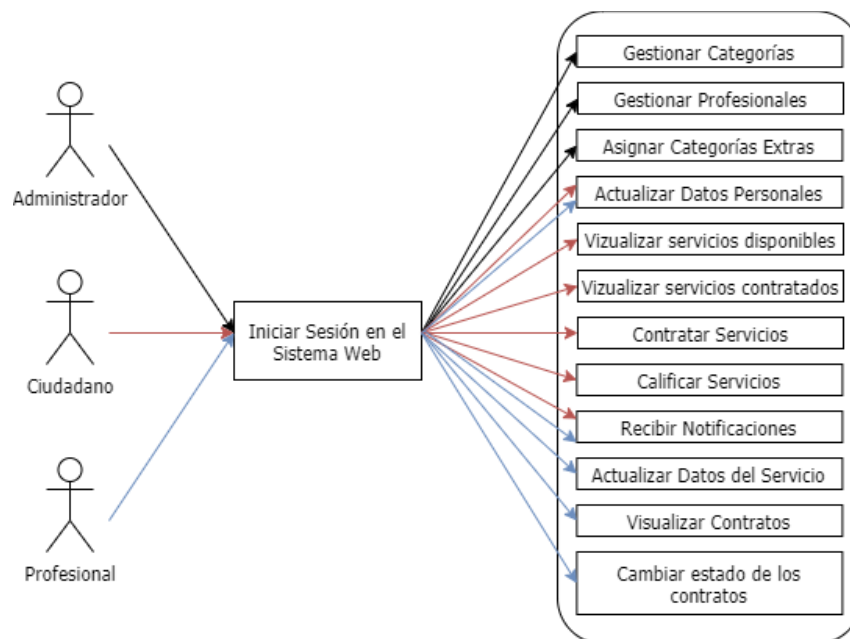 Administrador
Ciudadano
Profesional
Iniciar Sesión en el
Sistema Web
Gestionar Categorías
Gestionar Profesionales
Asignar Categorías Extras
Actualizar Datos Personales
Vizualizar servicios disponibles
Vizualizar servicios contratados
Contratar Servicios
Calificar Servicios
Recibir Notificaciones
Actualizar Datos del Servicio
Visualizar Contratos
Cambiar estado de los
contratos